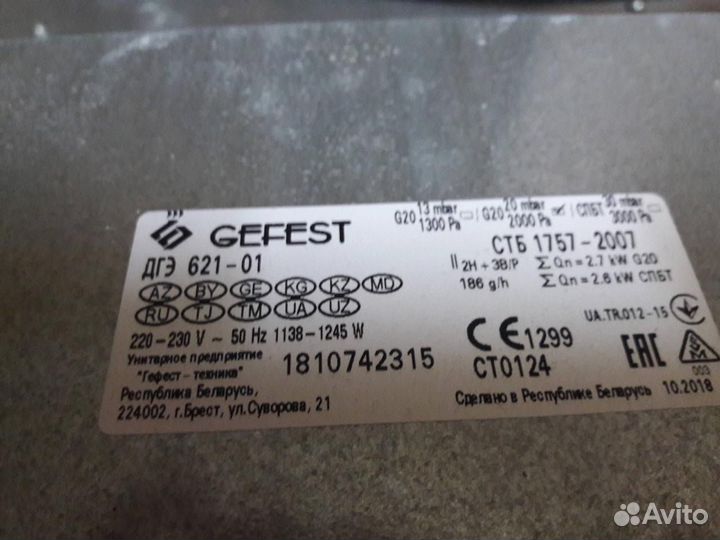 GEFEST
G20 13 mbar 1300 Pa / G20 20 mbar 2000 Pa / СПБТ 30 mbar 3000 Pa
ДГЭ 621-01
СТБ 1757-2007
II 2H + 3B/P Σ Qn = 2.7 kW G20
186 g/h Σ Qn = 2.6 kW СПБТ
AZ BY GE KG KZ MD
RU TJ TM UA UZ
220-230 V ~ 50 Hz 1138-1245 W
UA.TR.012-15
CE 1299
EAC
003
Унитарное предприятие
"Гефест-техника"
1810742315
СТ0124
Республика Беларусь,
224002, г.Брест, ул.Суворова, 21
Сделано в Республике Беларусь 10.2018
Avito